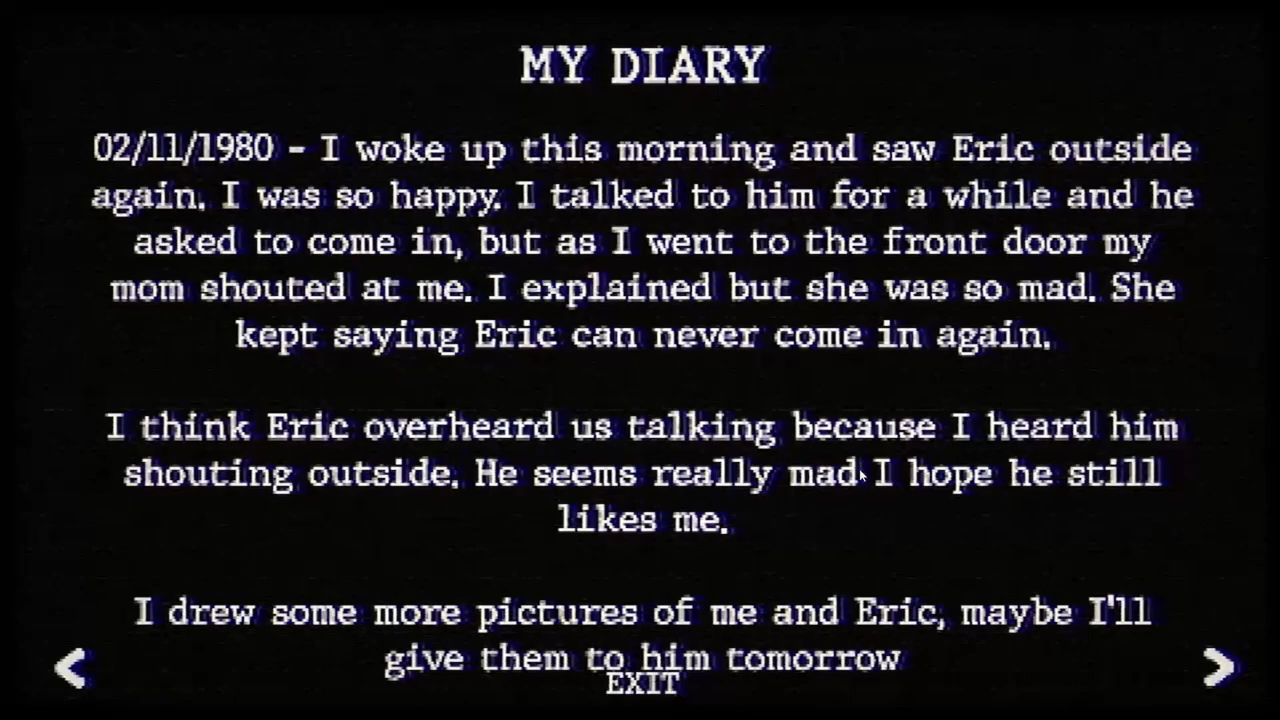 MY DIARY
02/11/1980 - I woke up this morning and saw Eric outside
again. I was so happy. I talked to him for a while and he
asked to come in, but as I went to the front door my
mom shouted at me. I explained but she was so mad. She
kept saying Eric can never come in again.
I think Eric overheard us talking because I heard him
shouting outside. He seems really mad I hope he still
likes me.
I drew some more pictures of me and Eric, maybe I'll
give them to him tomorrow
< >
EXIT